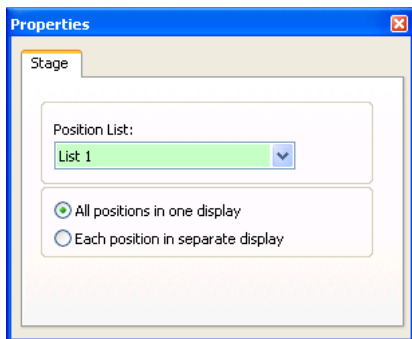 Properties
Stage
Position List:
List 1
All positions in one display
Each position in separate display